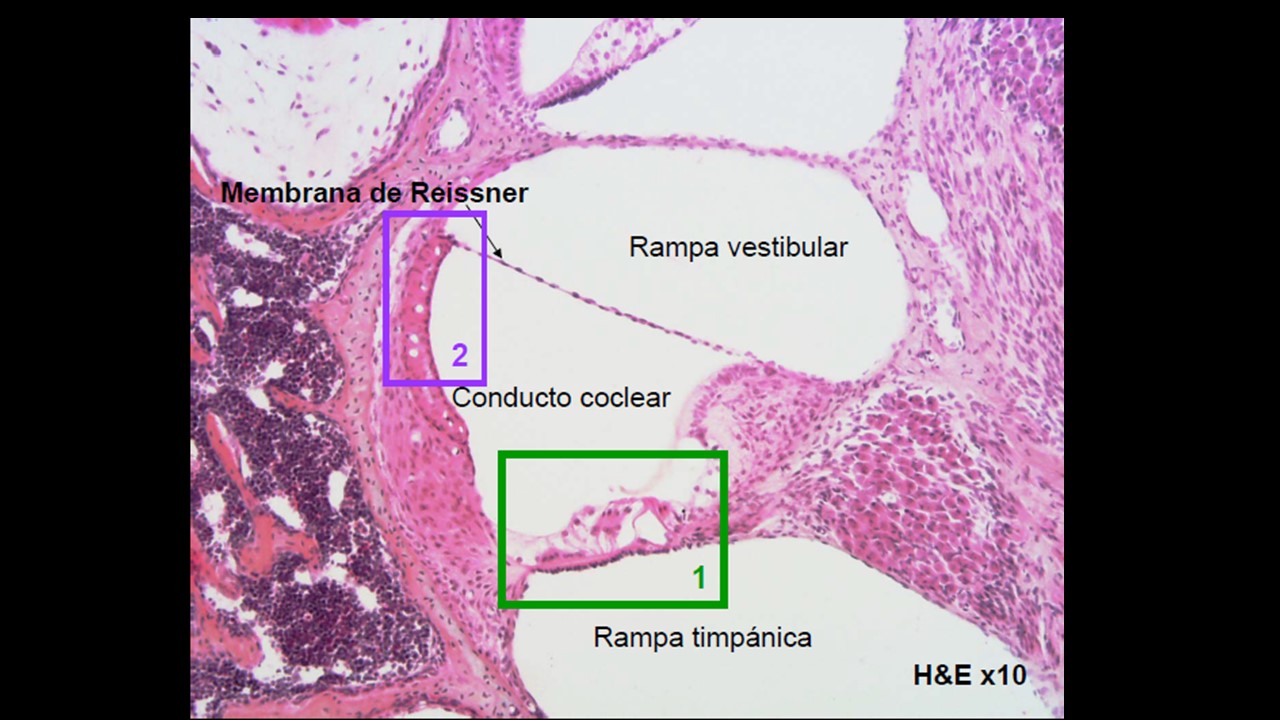 Membrana de Reissner
Rampa vestibular
2
Conducto coclear
1
Rampa timpánica
H&E x10